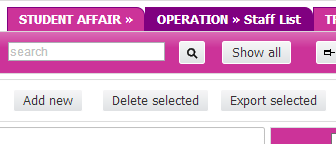 STUDENT AFFAIR » OPERATION » Staff List
search Show all
Add new Delete selected Export selected